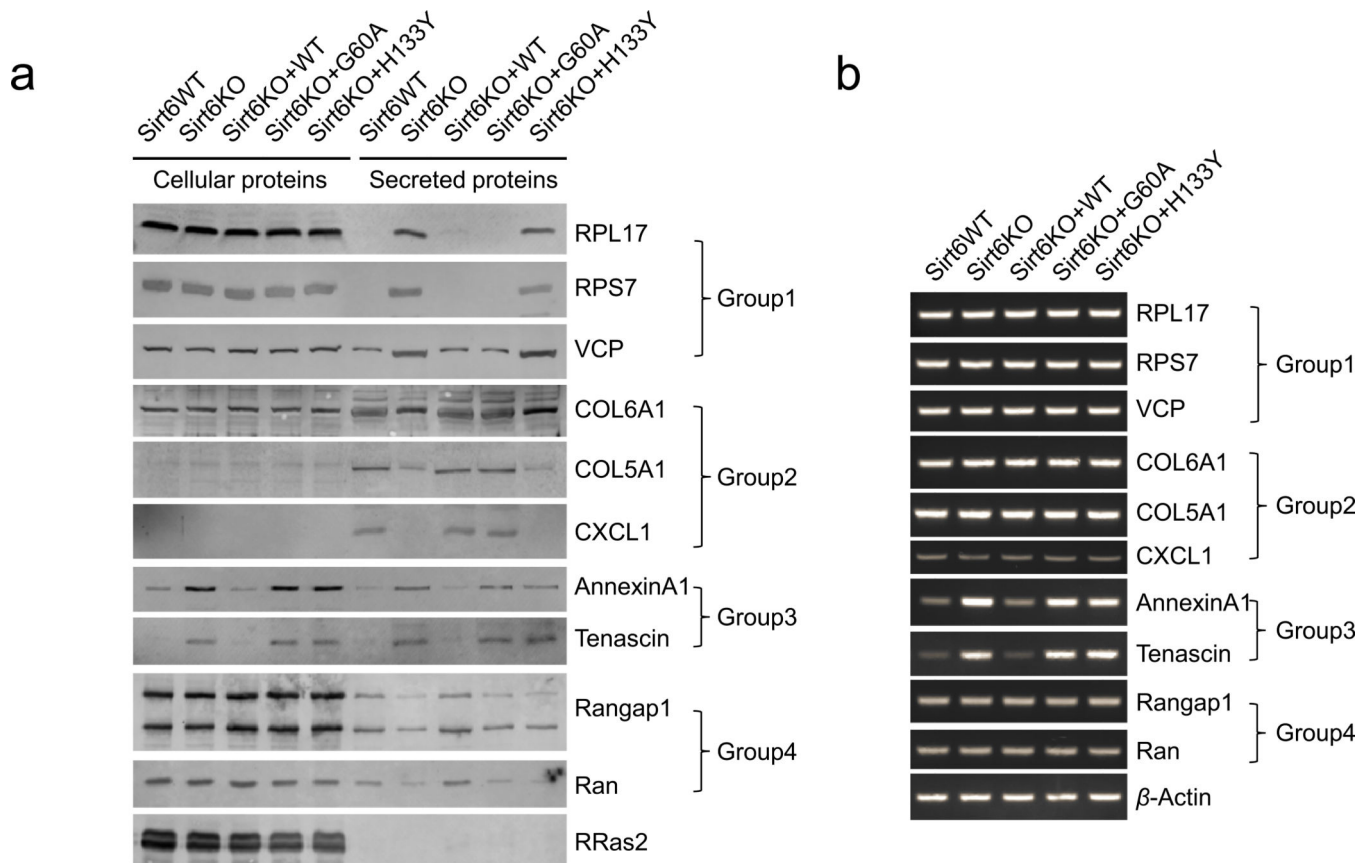 a
Sirt6WT
Sirt6KO
Sirt6KO+WT
Sirt6KO+G60A
Sirt6KO+H133Y
Sirt6WT
Sirt6KO
Sirt6KO+WT
Sirt6KO+G60A
Sirt6KO+H133Y
Cellular proteins
Secreted proteins
RPL17
RPS7
VCP
Group1
COL6A1
COL5A1
CXCL1
Group2
AnnexinA1
Tenascin
Group3
Rangap1
Ran
Group4
RRas2
b
Sirt6WT
Sirt6KO
Sirt6KO+WT
Sirt6KO+G60A
Sirt6KO+H133Y
RPL17
RPS7
VCP
Group1
COL6A1
COL5A1
CXCL1
Group2
AnnexinA1
Tenascin
Group3
Rangap1
Ran
Group4
β-Actin